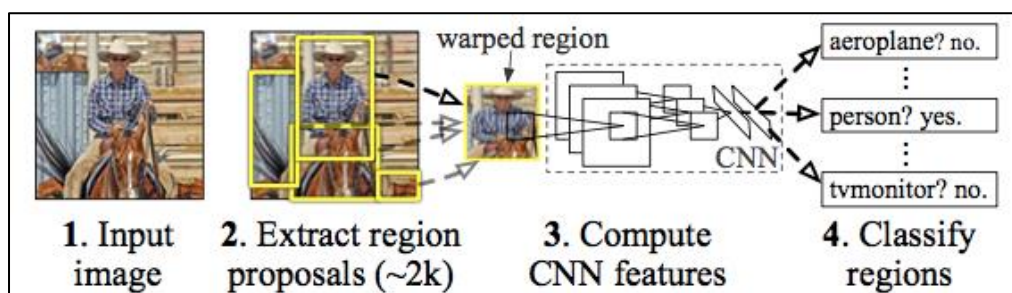 warped region
aeroplane? no.
person? yes.
CNN
tvmonitor? no.
1. Input
image
2. Extract region
proposals (~2k)
3. Compute
CNN features
4. Classify
regions